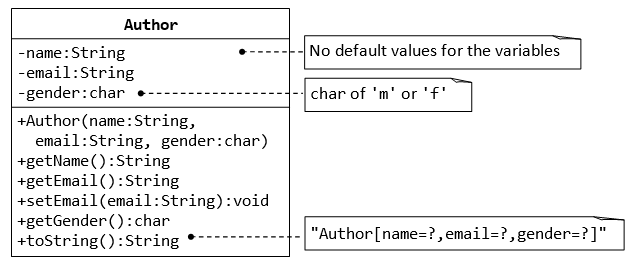 Author
-name:String
-email:String
-gender:char
No default values for the variables
char of 'm' or 'f'
+Author(name:String,
email:String, gender:char)
+getName():String
+getEmail():String
+setEmail(email:String):void
+getGender():char
+toString():String
"Author[name=?,email=?,gender=?]"